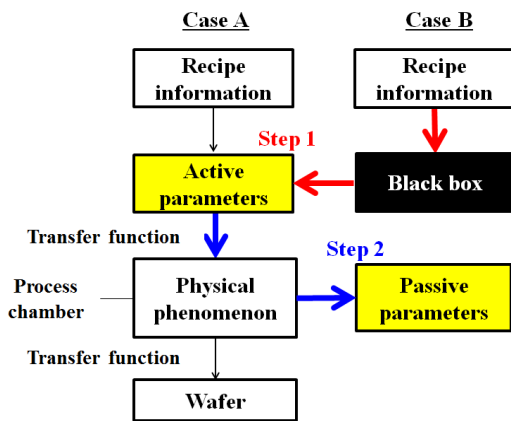 Case A
Case B
Recipe
information
Recipe
information
Step 1
Active
parameters
Black box
Transfer function
Step 2
Process
chamber
Physical
phenomenon
Passive
parameters
Transfer function
Wafer